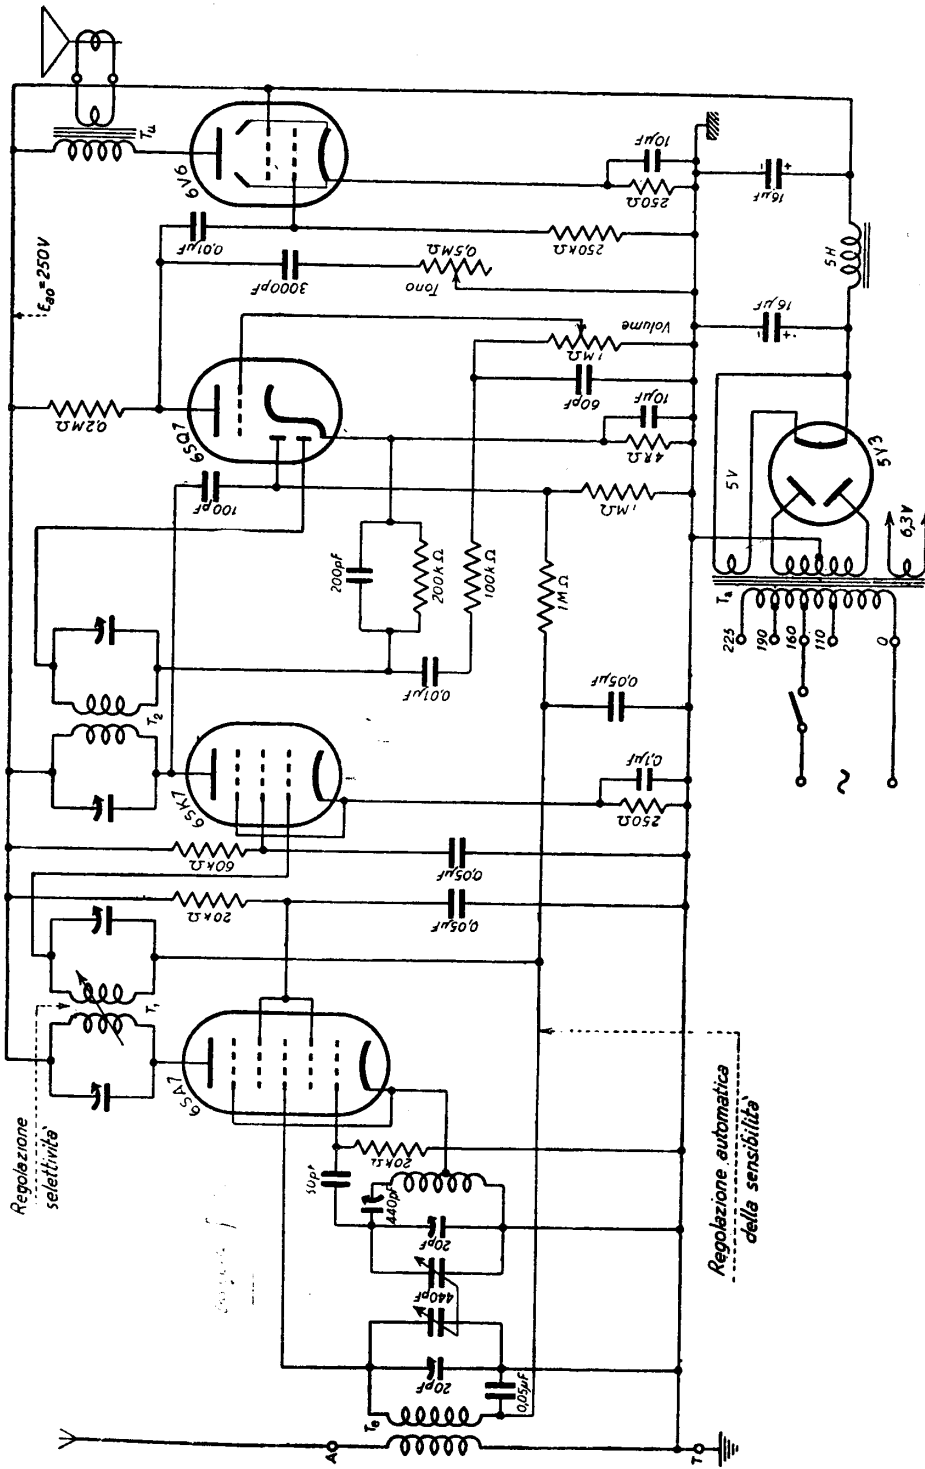 Tu
6V6
10μF
250Ω
16μF
0,01μF
250kΩ
5H
Eao=250V
3000pF
Tono
0,5MΩ
16μF
Volume
1MΩ
0,2MΩ
6SQ7
60pF
10μF
4kΩ
5V3
100pF
5V
1MΩ
6,3V
200pF
200kΩ
100kΩ
1MΩ
Ta
225
190
160
110
0
T2
0,01μF
0,05μF
6SK7
0,1μF
250Ω
60kΩ
0,05μF
20kΩ
0,05μF
T1
6SA7
Regolazione
selettività
Regolazione automatica
della sensibilità
20kΩ
50pF
440pF
20pF
440pF
20pF
0,05μF
Te
A
T